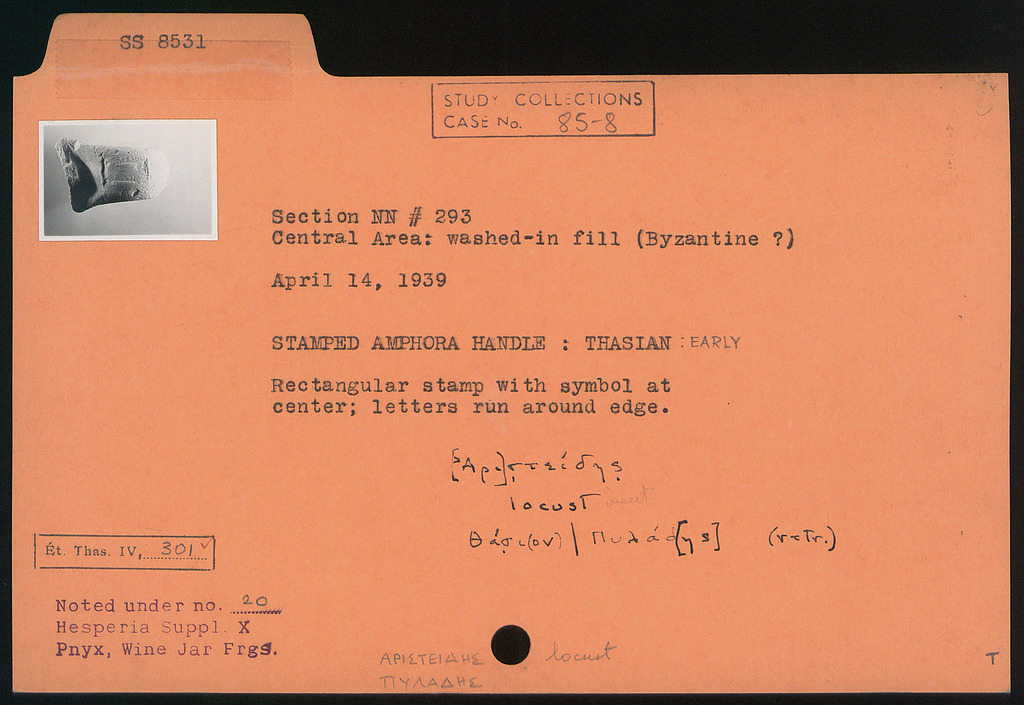 SS 8531
STUDY COLLECTIONS
CASE No. 85-8
Section NN # 293
Central Area: washed-in fill (Byzantine ?)
April 14, 1939
STAMPED AMPHORA HANDLE : THASIAN : EARLY
Rectangular stamp with symbol at
center; letters run around edge.
[Ἀρι]στείδης
locust insect
Θάσι(ον) | Πυλάδ[ης] (retr.)
Ét. Thas. IV, 301 √
Noted under no. 20
Hesperia Suppl. X
Pnyx, Wine Jar Frgs.
ΑΡΙΣΤΕΙΔΗΣ locust
ΠΥΛΑΔΗΣ
T